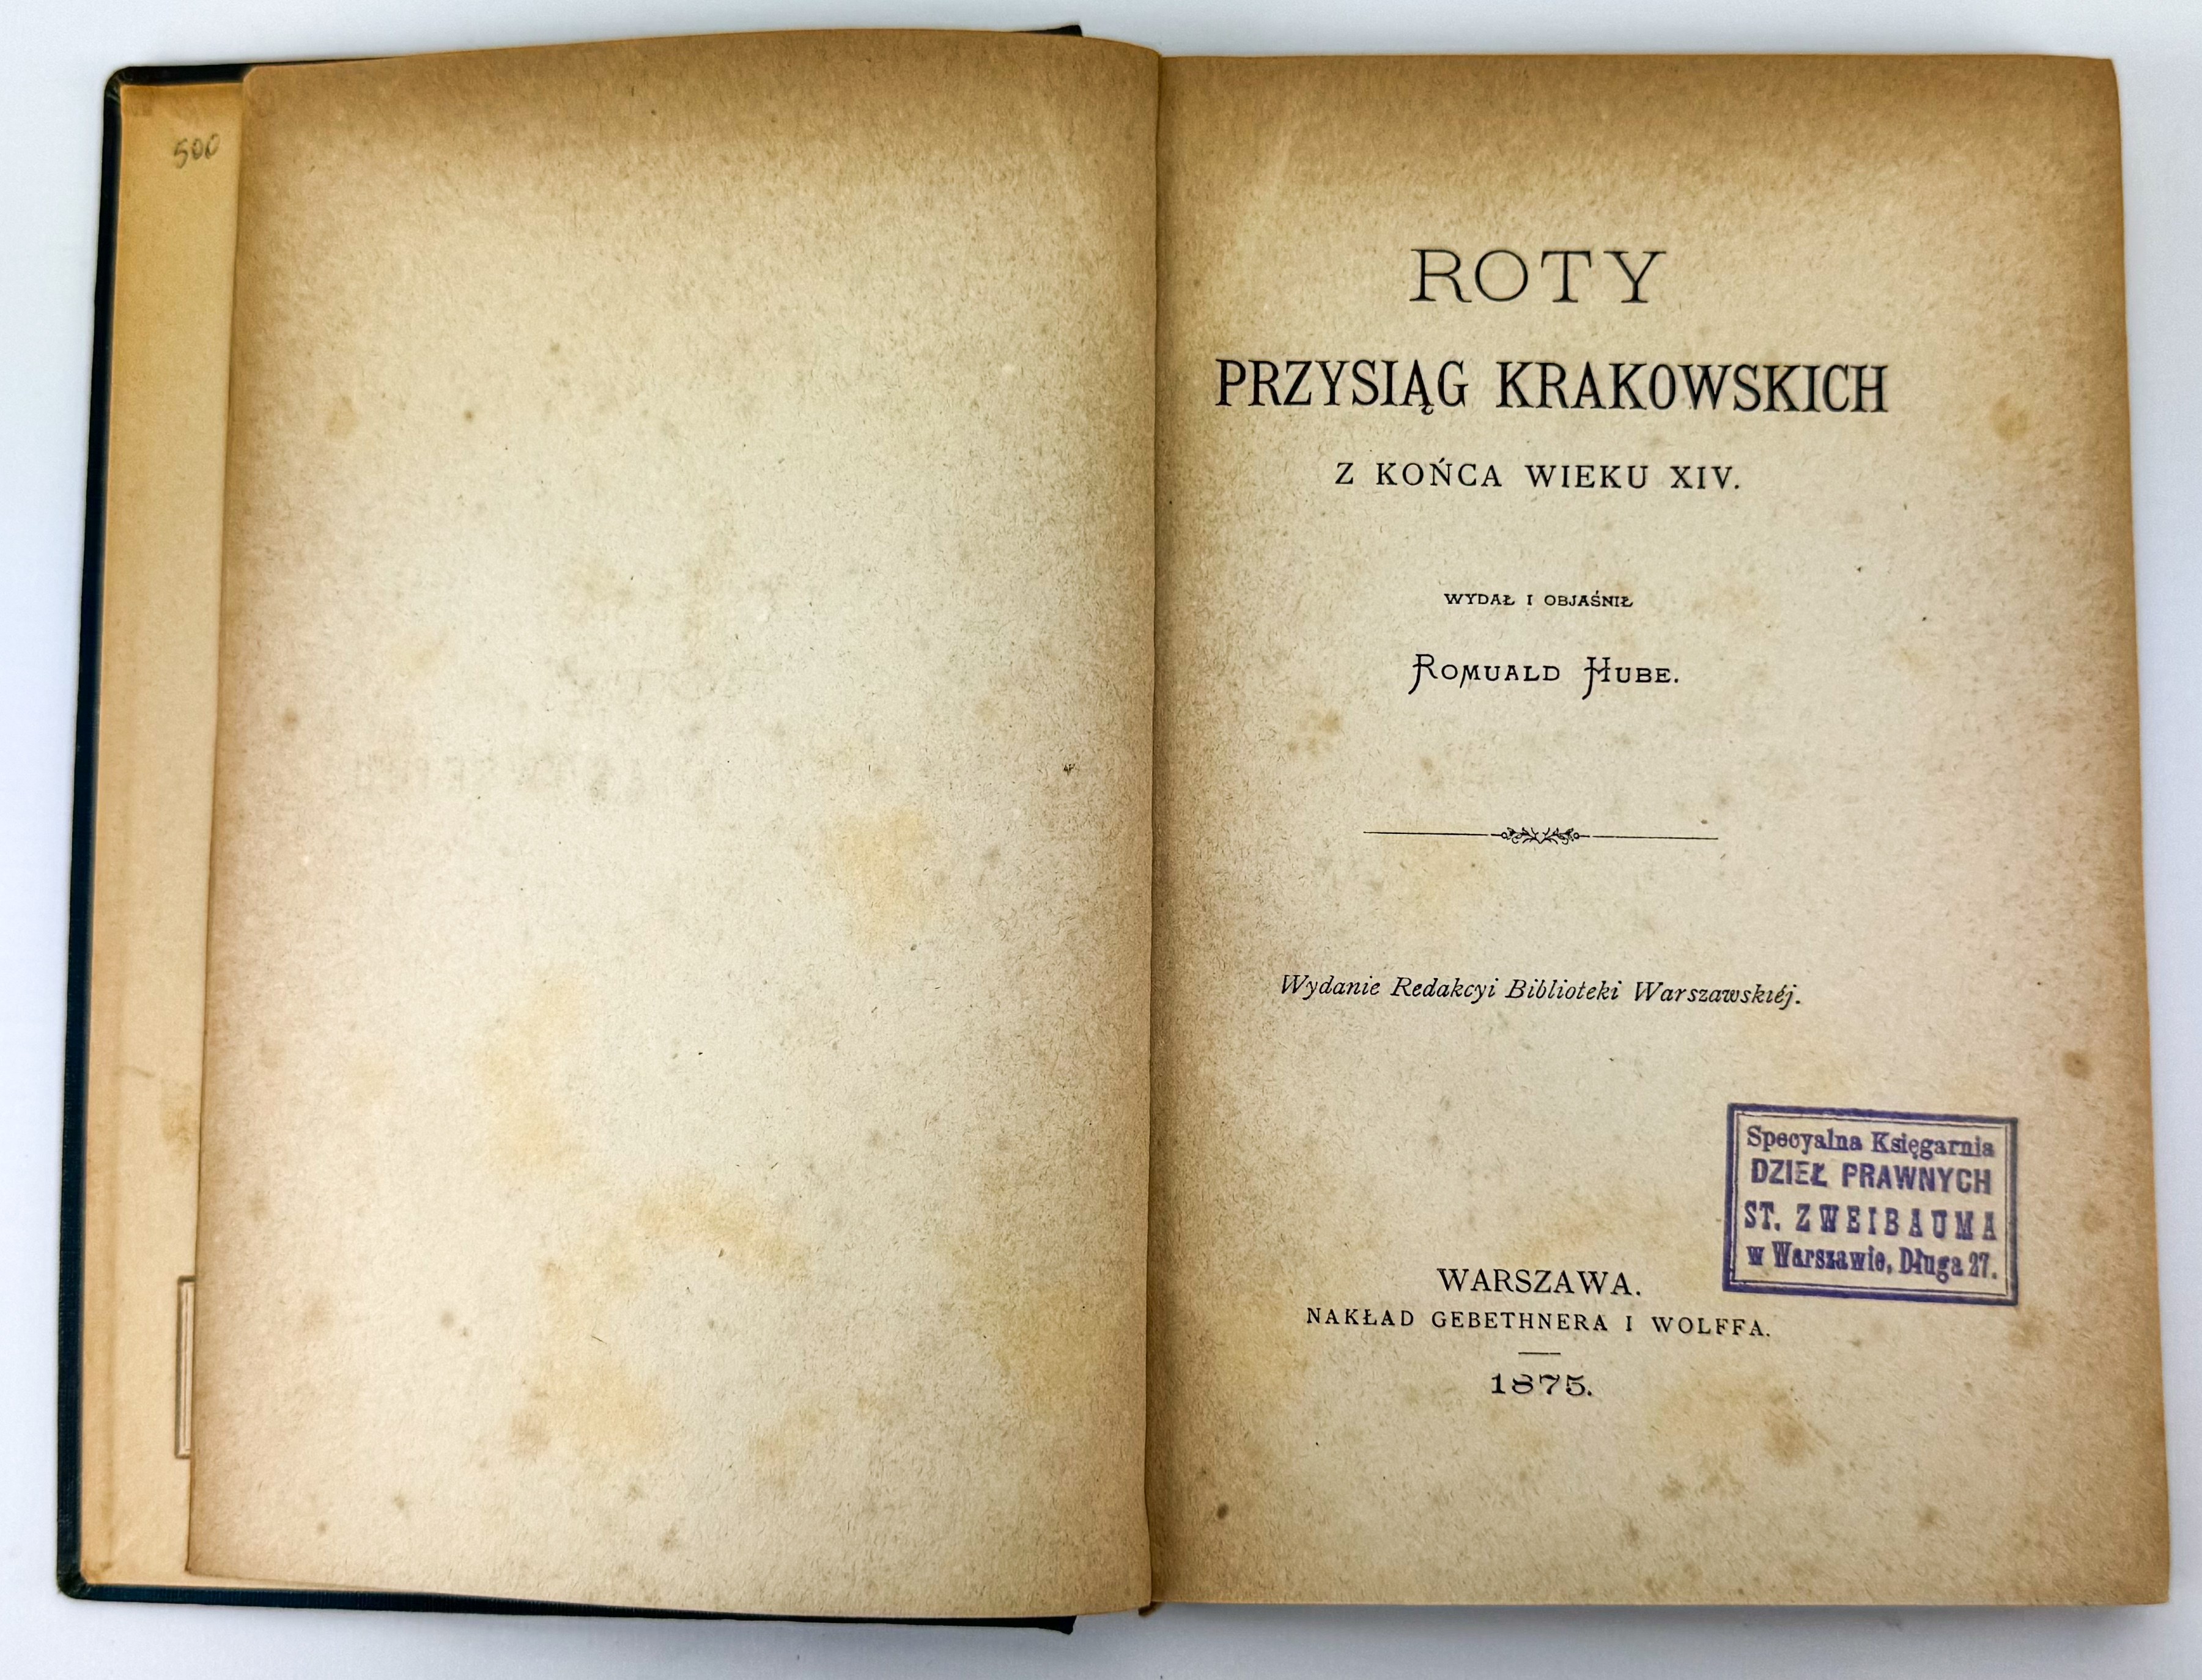 500
ROTY
PRZYSIĄG KRAKOWSKICH
Z KOŃCA WIEKU XIV.
WYDAŁ I OBJAŚNIŁ
ROMUALD HUBE.
Wydanie Redakcyi Biblioteki Warszawskiéj.
Specyalna Księgarnia
DZIEŁ PRAWNYCH
ST. ZWEIBAUMA
w Warszawie, Długa 27.
WARSZAWA.
NAKŁAD GEBETHNERA I WOLFFA.
1875.